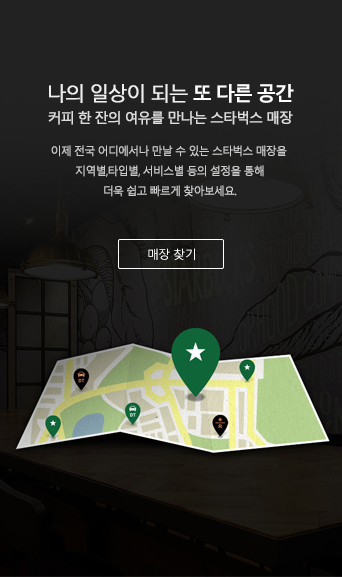 나의 일상이 되는 또 다른 공간
커피 한 잔의 여유를 만나는 스타벅스 매장
이제 전국 어디에서나 만날 수 있는 스타벅스 매장을
지역별,타입별, 서비스별 등의 설정을 통해
더욱 쉽고 빠르게 찾아보세요.
매장 찾기
DT
DT